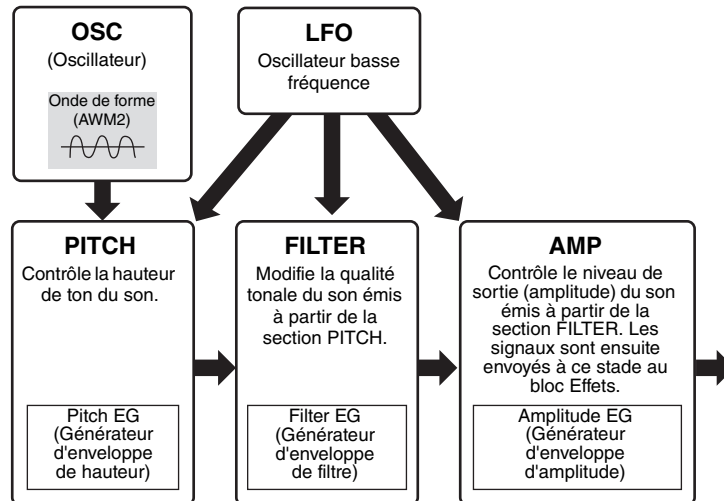 OSC
(Oscillateur)
Onde de forme
(AWM2)
LFO
Oscillateur basse
fréquence
PITCH
Contrôle la hauteur
de ton du son.
Pitch EG
(Générateur
d'enveloppe
de hauteur)
FILTER
Modifie la qualité
tonale du son émis
à partir de la
section PITCH.
Filter EG
(Générateur
d'enveloppe
de filtre)
AMP
Contrôle le niveau de
sortie (amplitude) du son
émis à partir de la
section FILTER. Les
signaux sont ensuite
envoyés à ce stade au
bloc Effets.
Amplitude EG
(Générateur
d'enveloppe
d'amplitude)